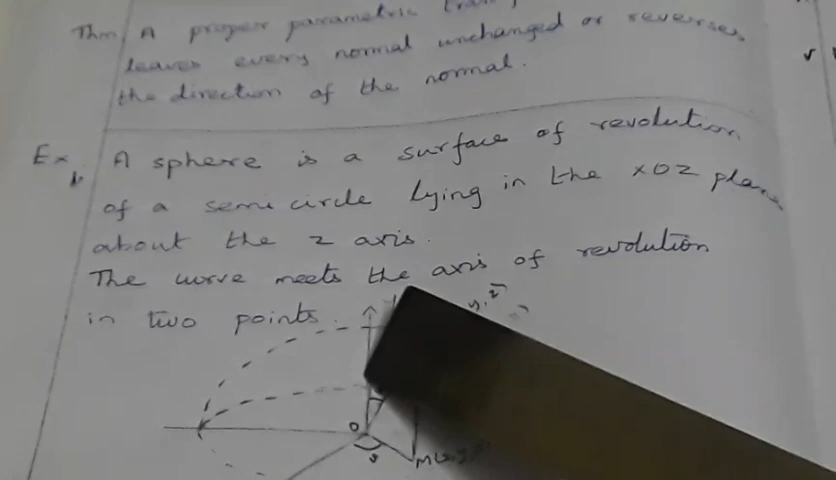 Thm A proper parametric
leaves every normal unchanged or reverses
the direction of the normal.
Ex, A sphere is a surface of revolution
of a semi circle lying in the XOZ plane
about the z axis.
The curve meets the axis of revolution
in two points.
y, z)
O